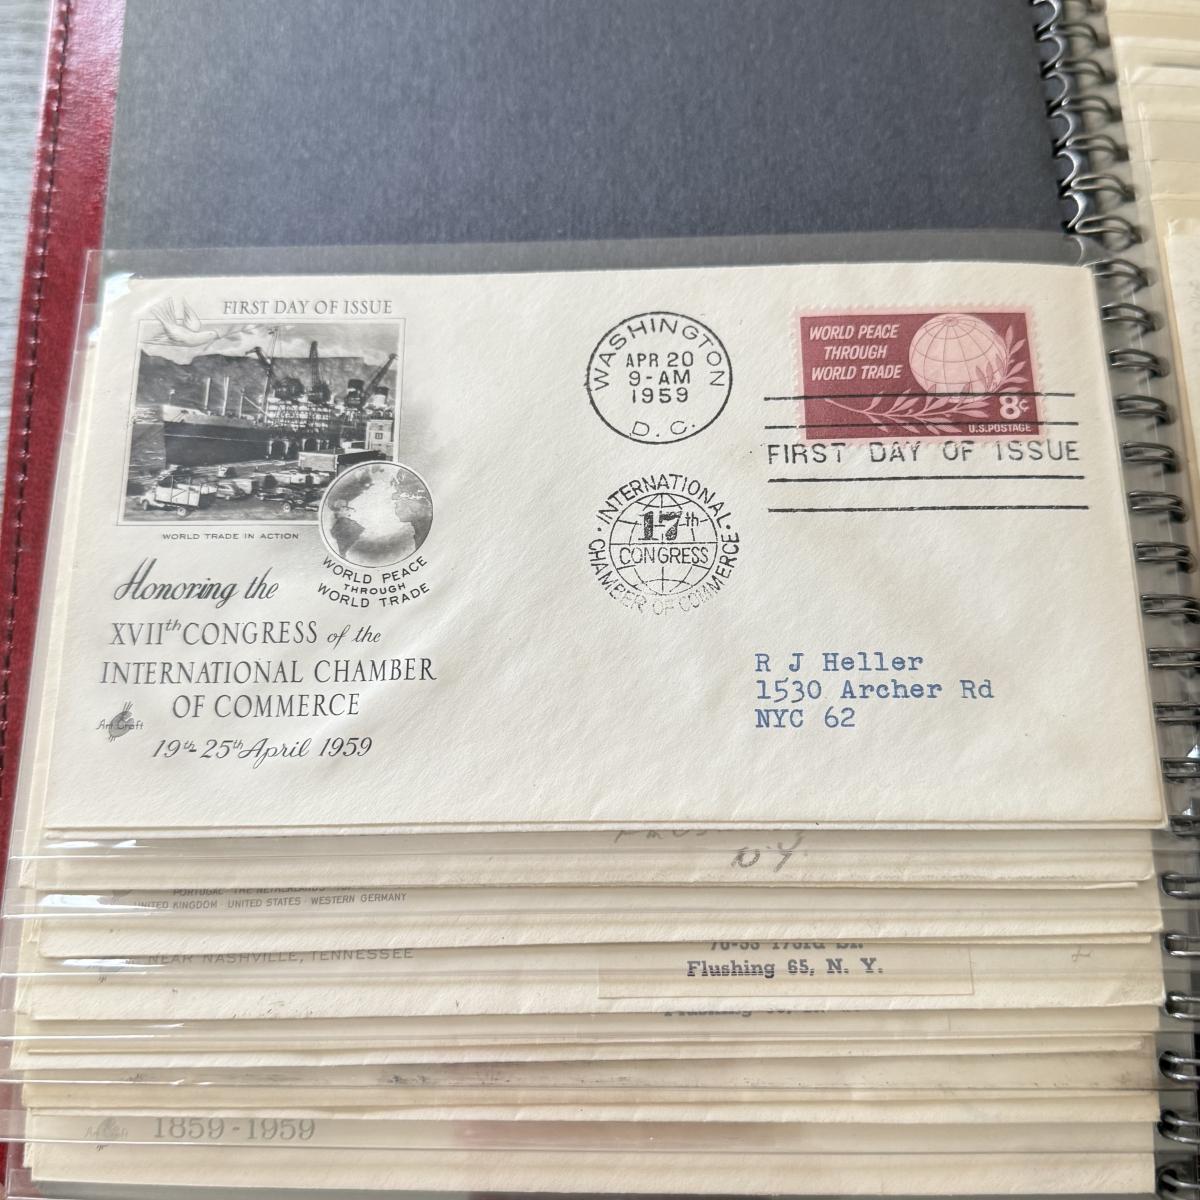 FIRST DAY OF ISSUE
WORLD TRADE IN ACTION
WORLD PEACE
THROUGH
WORLD TRADE
Honoring the
XVIIth CONGRESS of the
INTERNATIONAL CHAMBER
OF COMMERCE
Art Craft
19th-25th April 1959
WASHINGTON
APR 20
9-AM
1959
D. C.
INTERNATIONAL
17th
CONGRESS
CHAMBER OF COMMERCE
WORLD PEACE
THROUGH
WORLD TRADE
8¢
U.S. POSTAGE
FIRST DAY OF ISSUE
R J Heller
1530 Archer Rd
NYC 62
N.Y.
PORTUGAL · THE NETHERLANDS
UNITED KINGDOM · UNITED STATES · WESTERN GERMANY
NEAR NASHVILLE, TENNESSEE
Flushing 65, N. Y.
Art Craft
1859-1959